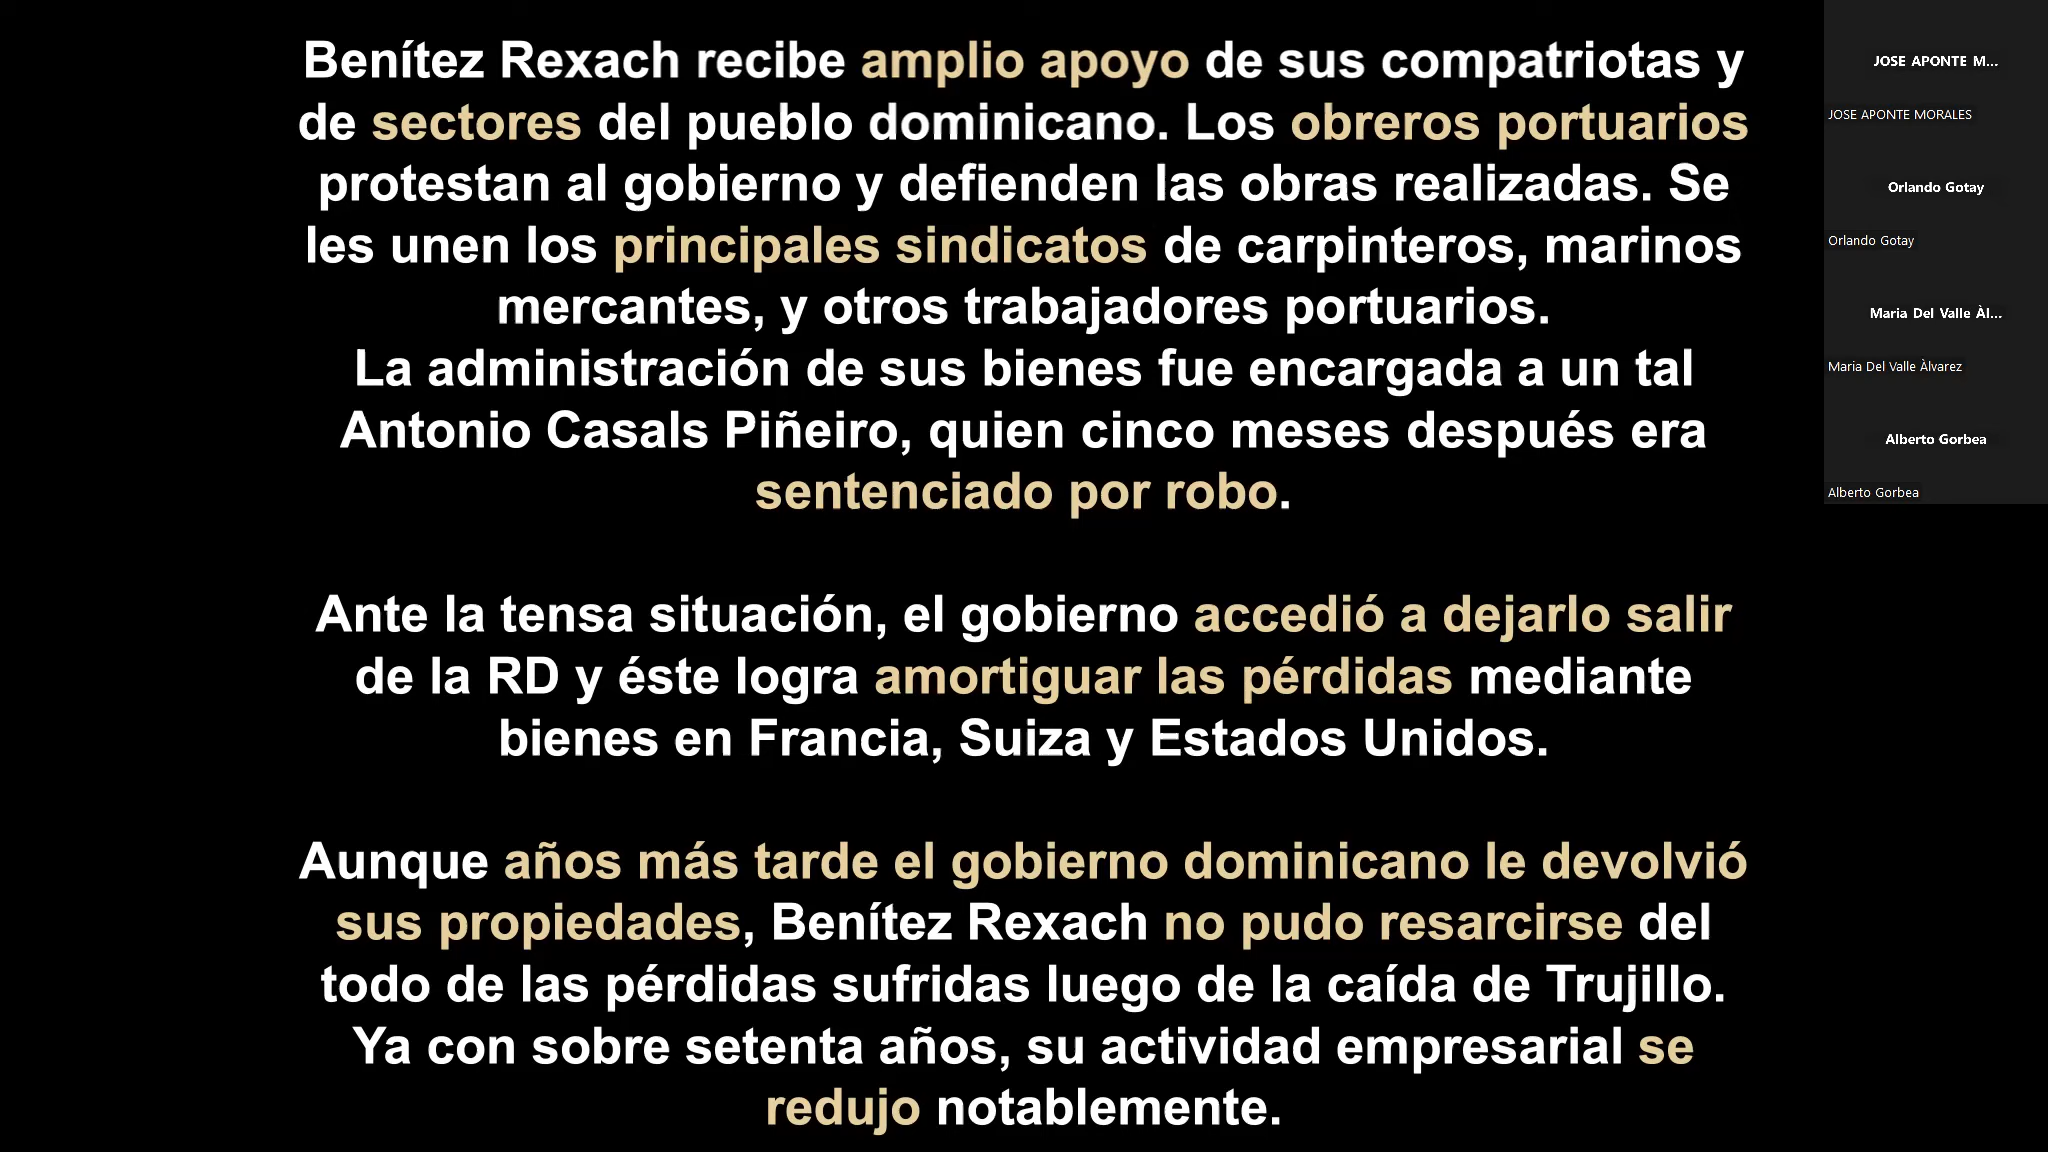 Benítez Rexach recibe amplio apoyo de sus compatriotas y
de sectores del pueblo dominicano. Los obreros portuarios
protestan al gobierno y defienden las obras realizadas. Se
les unen los principales sindicatos de carpinteros, marinos
mercantes, y otros trabajadores portuarios.
La administración de sus bienes fue encargada a un tal
Antonio Casals Piñeiro, quien cinco meses después era
sentenciado por robo.
Ante la tensa situación, el gobierno accedió a dejarlo salir
de la RD y éste logra amortiguar las pérdidas mediante
bienes en Francia, Suiza y Estados Unidos.
Aunque años más tarde el gobierno dominicano le devolvió
sus propiedades, Benítez Rexach no pudo resarcirse del
todo de las pérdidas sufridas luego de la caída de Trujillo.
Ya con sobre setenta años, su actividad empresarial se
redujo notablemente.
JOSE APONTE M...
JOSE APONTE MORALES
Orlando Gotay
Orlando Gotay
Maria Del Valle Àl...
Maria Del Valle Àlvarez
Alberto Gorbea
Alberto Gorbea